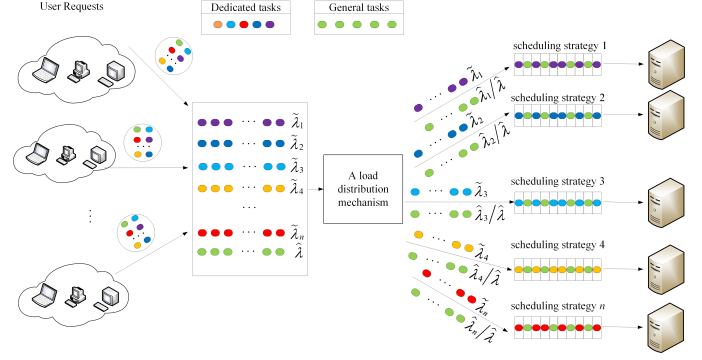 User Requests
Dedicated tasks
General tasks
λ̃₁
λ̃₂
λ̃₃
λ̃₄
λ̃ₙ
λ̂
A load
distribution
mechanism
λ̃₁
λ̂₁/λ̂
λ̃₂
λ̂₂/λ̂
λ̃₃
λ̂₃/λ̂
λ̃₄
λ̂₄/λ̂
λ̃ₙ
λ̂ₙ/λ̂
scheduling strategy 1
scheduling strategy 2
scheduling strategy 3
scheduling strategy 4
scheduling strategy n